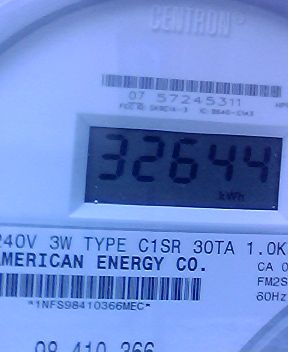 CENTRON
07 57245311
32644
kWh
240V 3W TYPE C1SR 30TA 1.0K
AMERICAN ENERGY CO.
CA 0
FM2S
60Hz
*1NFS98410366MEC*
98 410 366